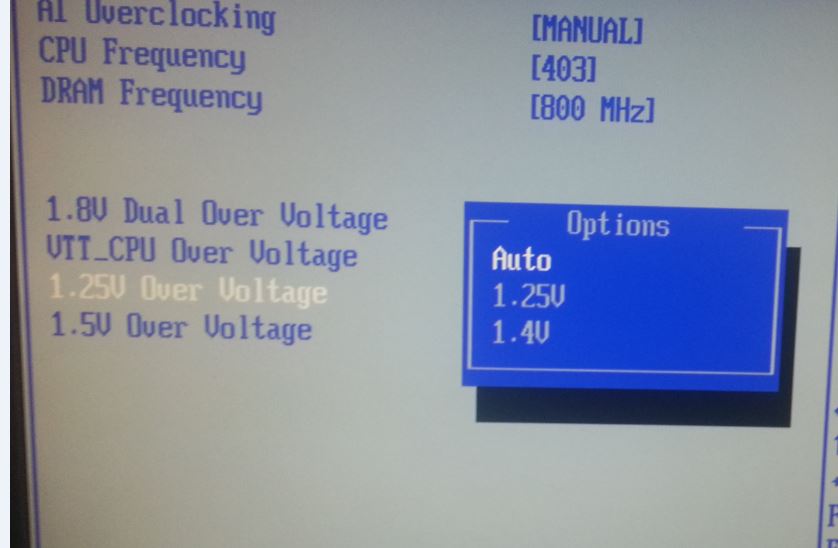 AI Overclocking [MANUAL]
CPU Frequency [403]
DRAM Frequency [800 MHz]
1.8V Dual Over Voltage
VTT_CPU Over Voltage
1.25V Over Voltage
1.5V Over Voltage
Options
Auto
1.25V
1.4V